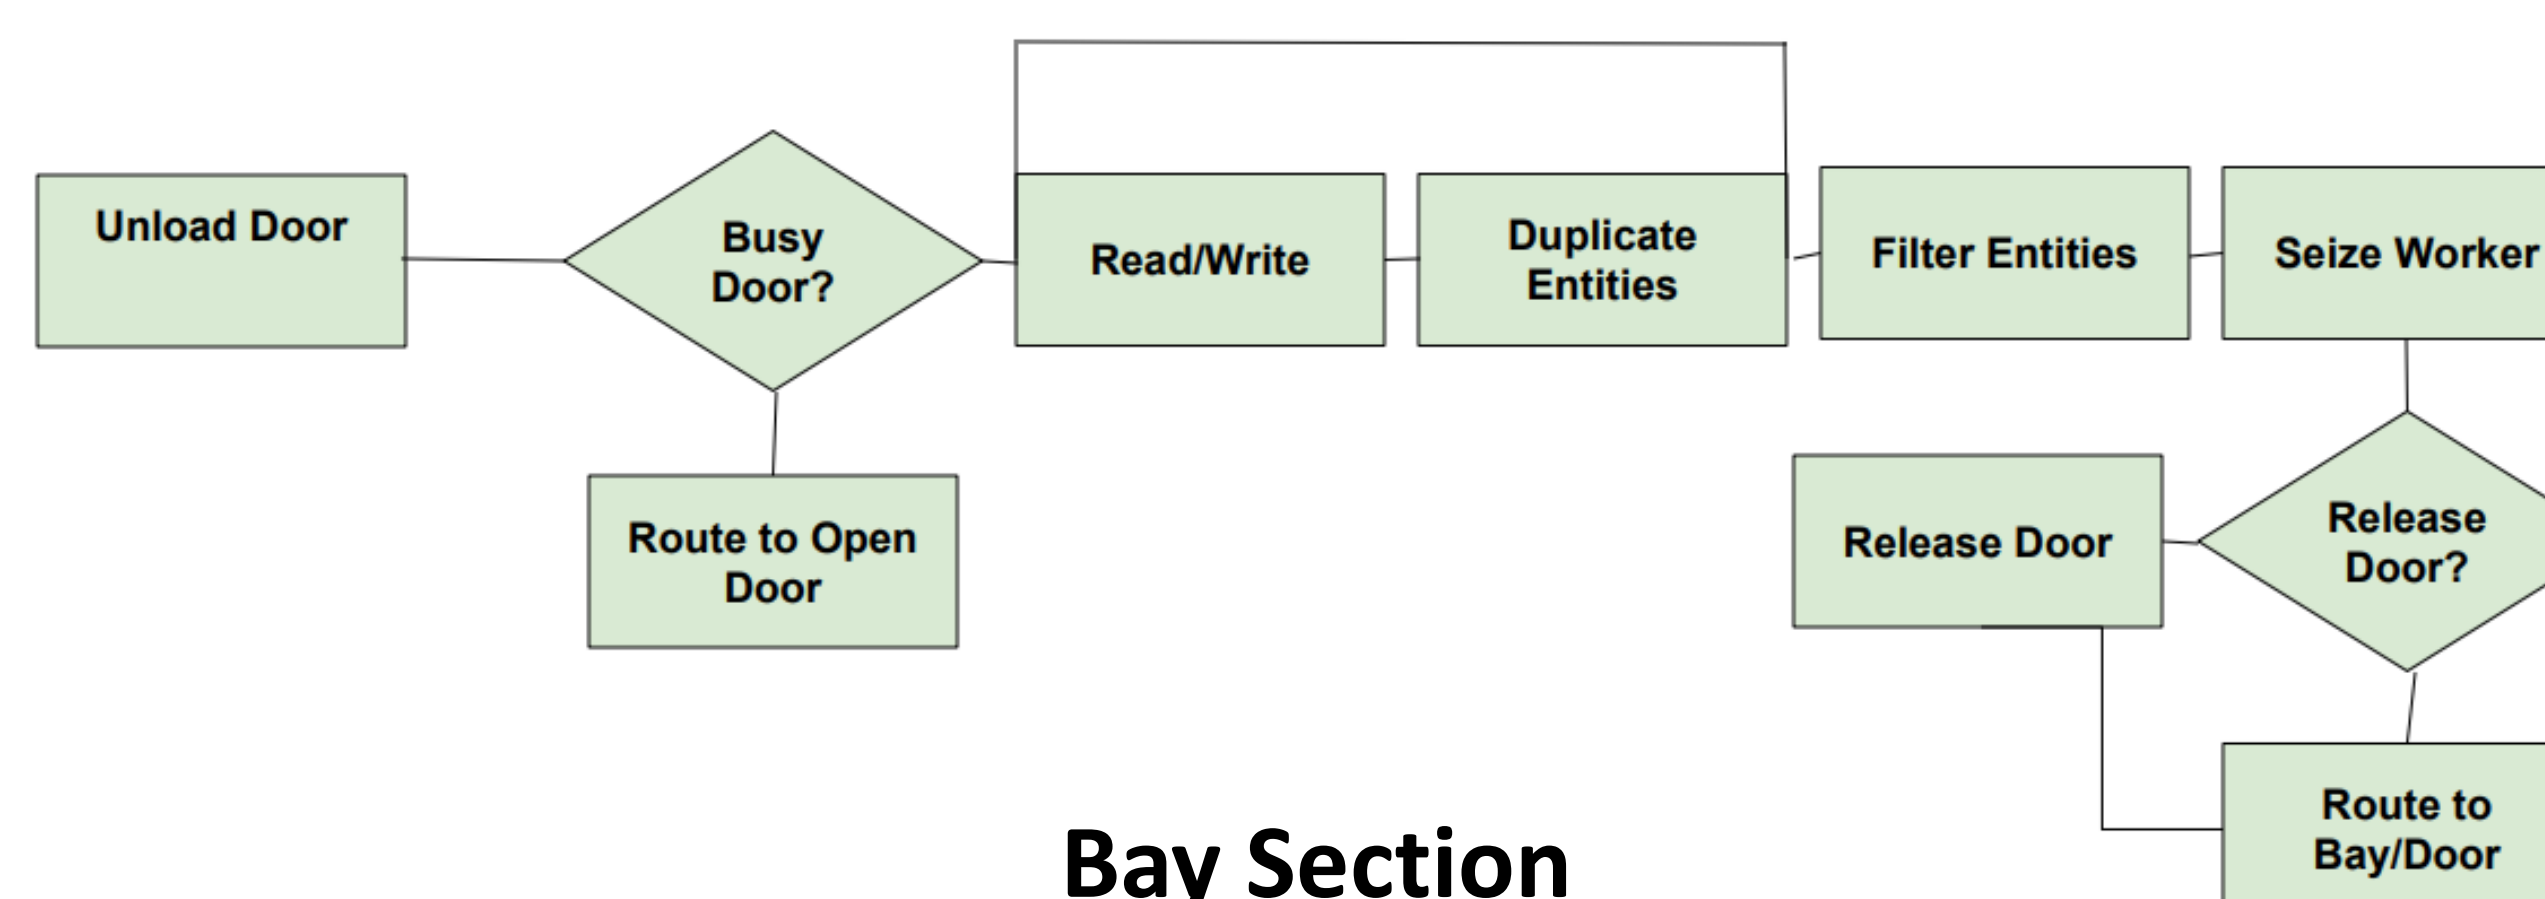 Unload Door
Busy
Door?
Read/Write
Duplicate
Entities
Filter Entities
Seize Worker
Route to Open
Door
Release Door
Release
Door?
Route to
Bay/Door
Bay Section